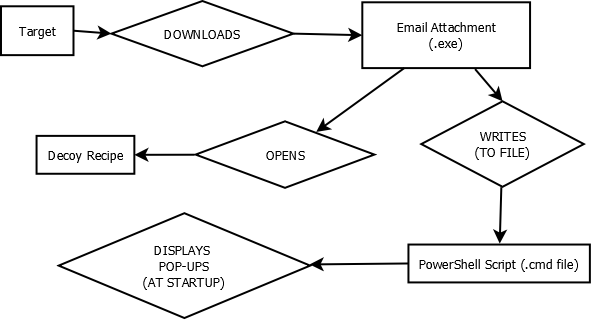 Target
DOWNLOADS
Email Attachment
(.exe)
Decoy Recipe
OPENS
WRITES
(TO FILE)
DISPLAYS
POP-UPS
(AT STARTUP)
PowerShell Script (.cmd file)